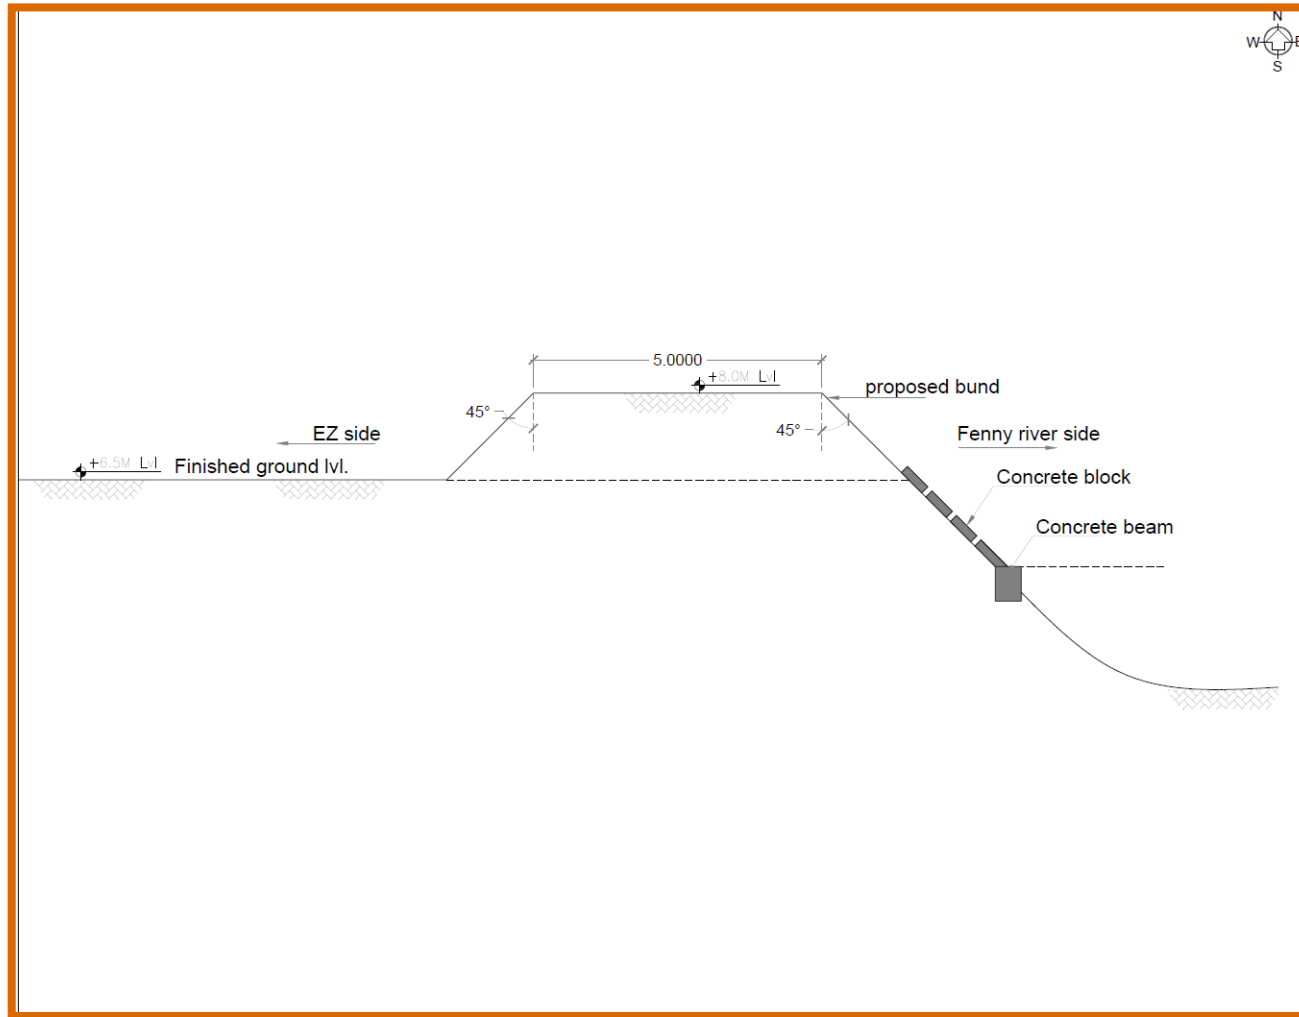 N
W E
S
5.0000
+8.0M Lvl
proposed bund
45°
45°
EZ side
Fenny river side
+6.5M Lvl
Finished ground lvl.
Concrete block
Concrete beam